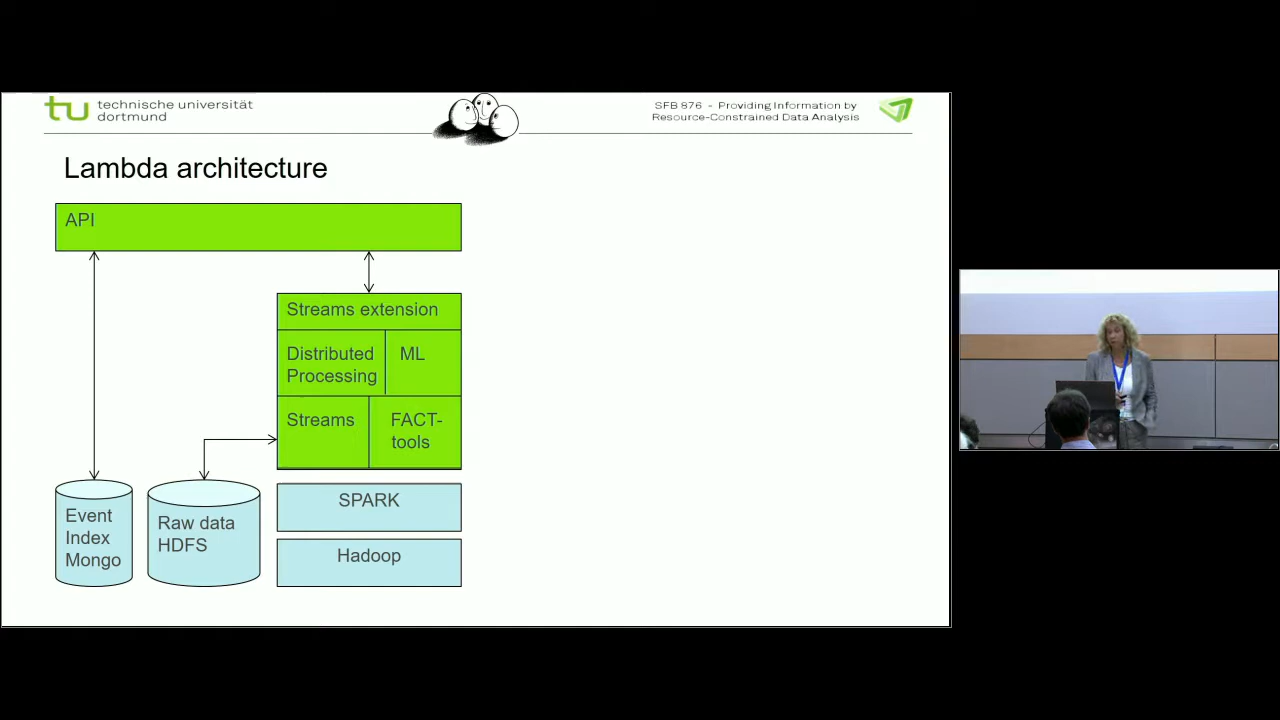 tu technische universität
dortmund
SFB 876 - Providing Information by
Resource-Constrained Data Analysis
Lambda architecture
API
Streams extension
Distributed
Processing
ML
Streams
FACT-
tools
Event
Index
Mongo
Raw data
HDFS
SPARK
Hadoop